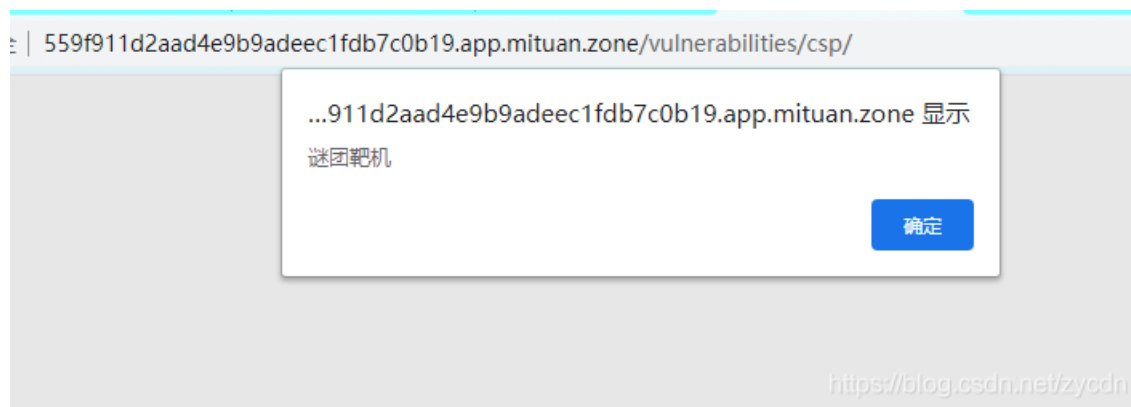 559f911d2aad4e9b9adeec1fdb7c0b19.app.mituan.zone/vulnerabilities/csp/
...911d2aad4e9b9adeec1fdb7c0b19.app.mituan.zone 显示
谜团靶机
确定
https://blog.csdn.net/zycdn